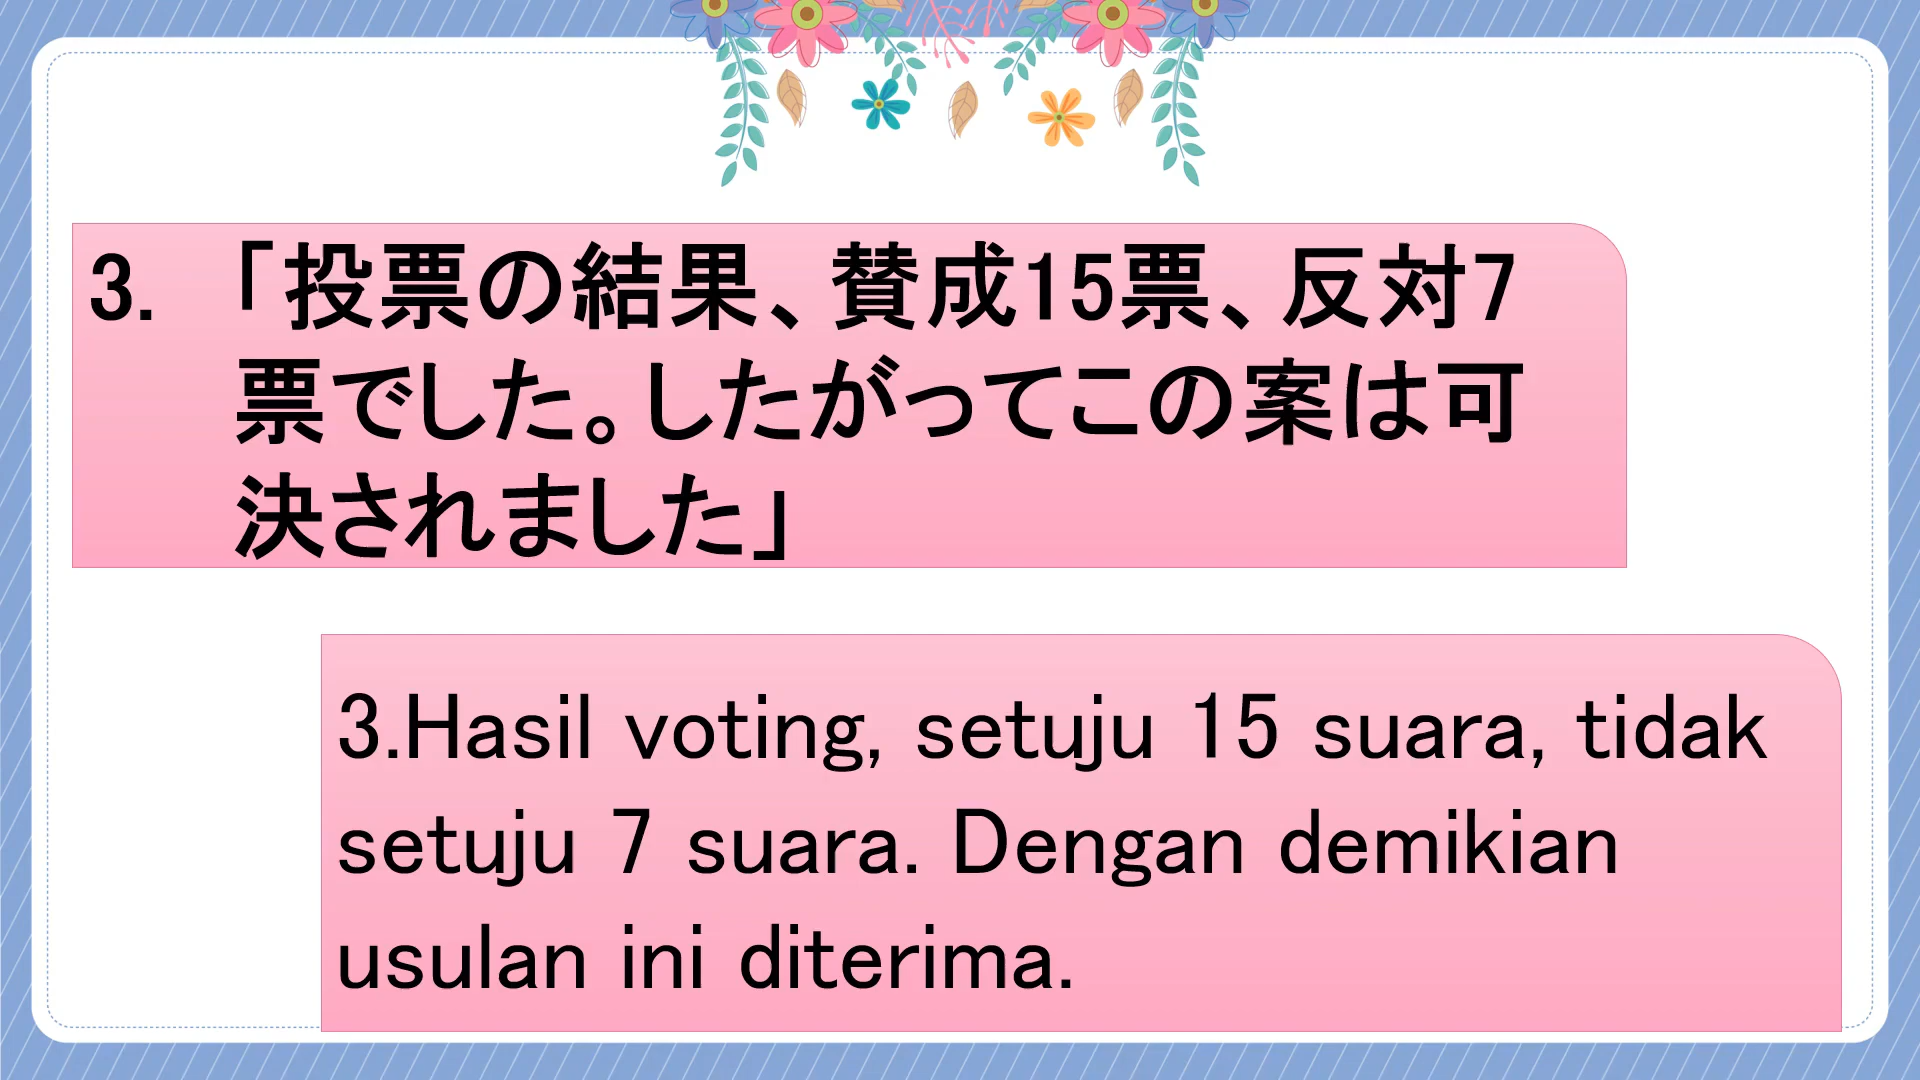 3. 「投票の結果、賛成15票、反対7
票でした。したがってこの案は可
決されました」
3.Hasil voting, setuju 15 suara, tidak
setuju 7 suara. Dengan demikian
usulan ini diterima.